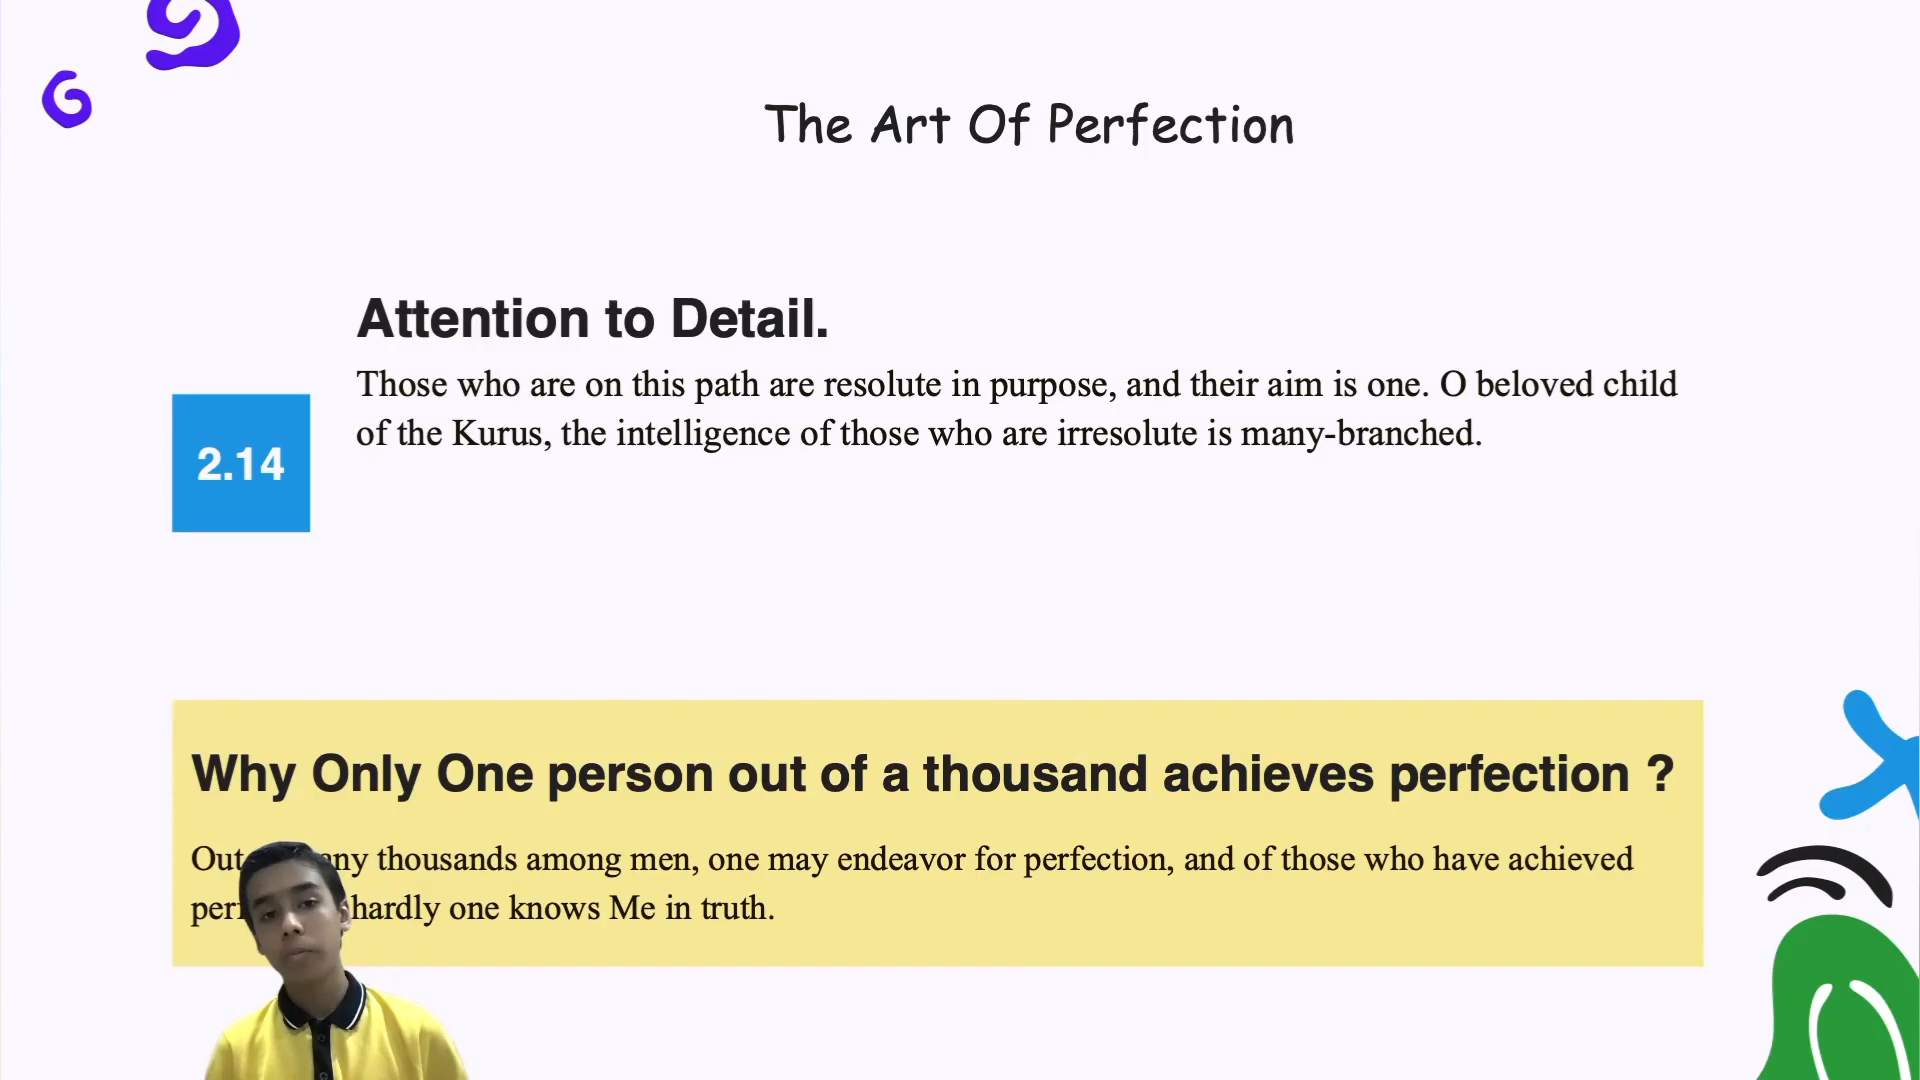 The Art Of Perfection
Attention to Detail.
Those who are on this path are resolute in purpose, and their aim is one. O beloved child
of the Kurus, the intelligence of those who are irresolute is many-branched.
2.14
Why Only One person out of a thousand achieves perfection ?
Out thousands among men, one may endeavor for perfection, and of those who have achieved
hardly one knows Me in truth.